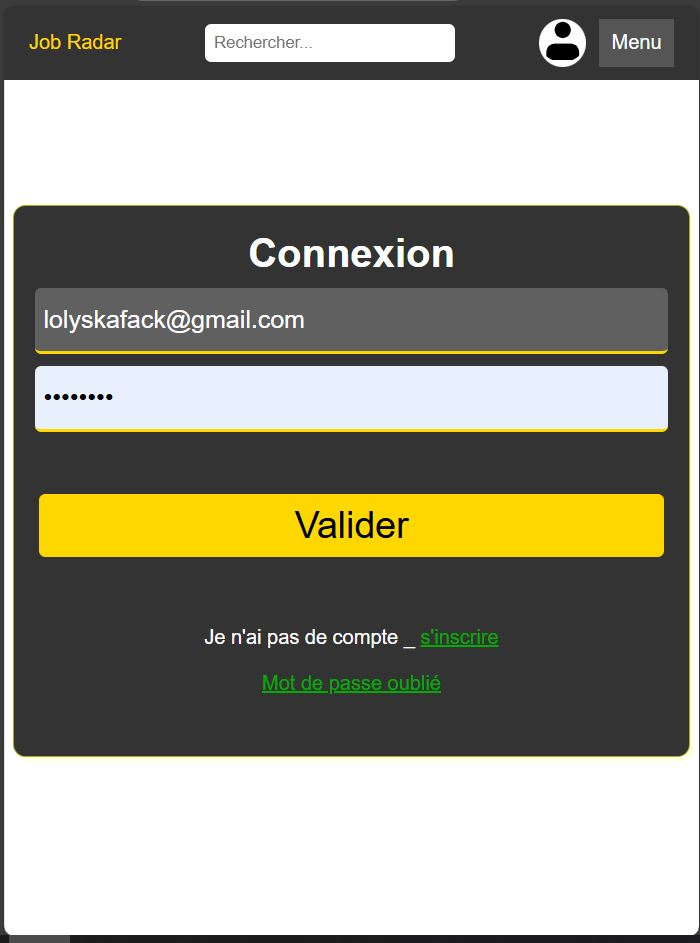 Job Radar
Rechercher...
Menu
Connexion
lolyskafack@gmail.com
••••••••
Valider
Je n'ai pas de compte _ s'inscrire
Mot de passe oublié